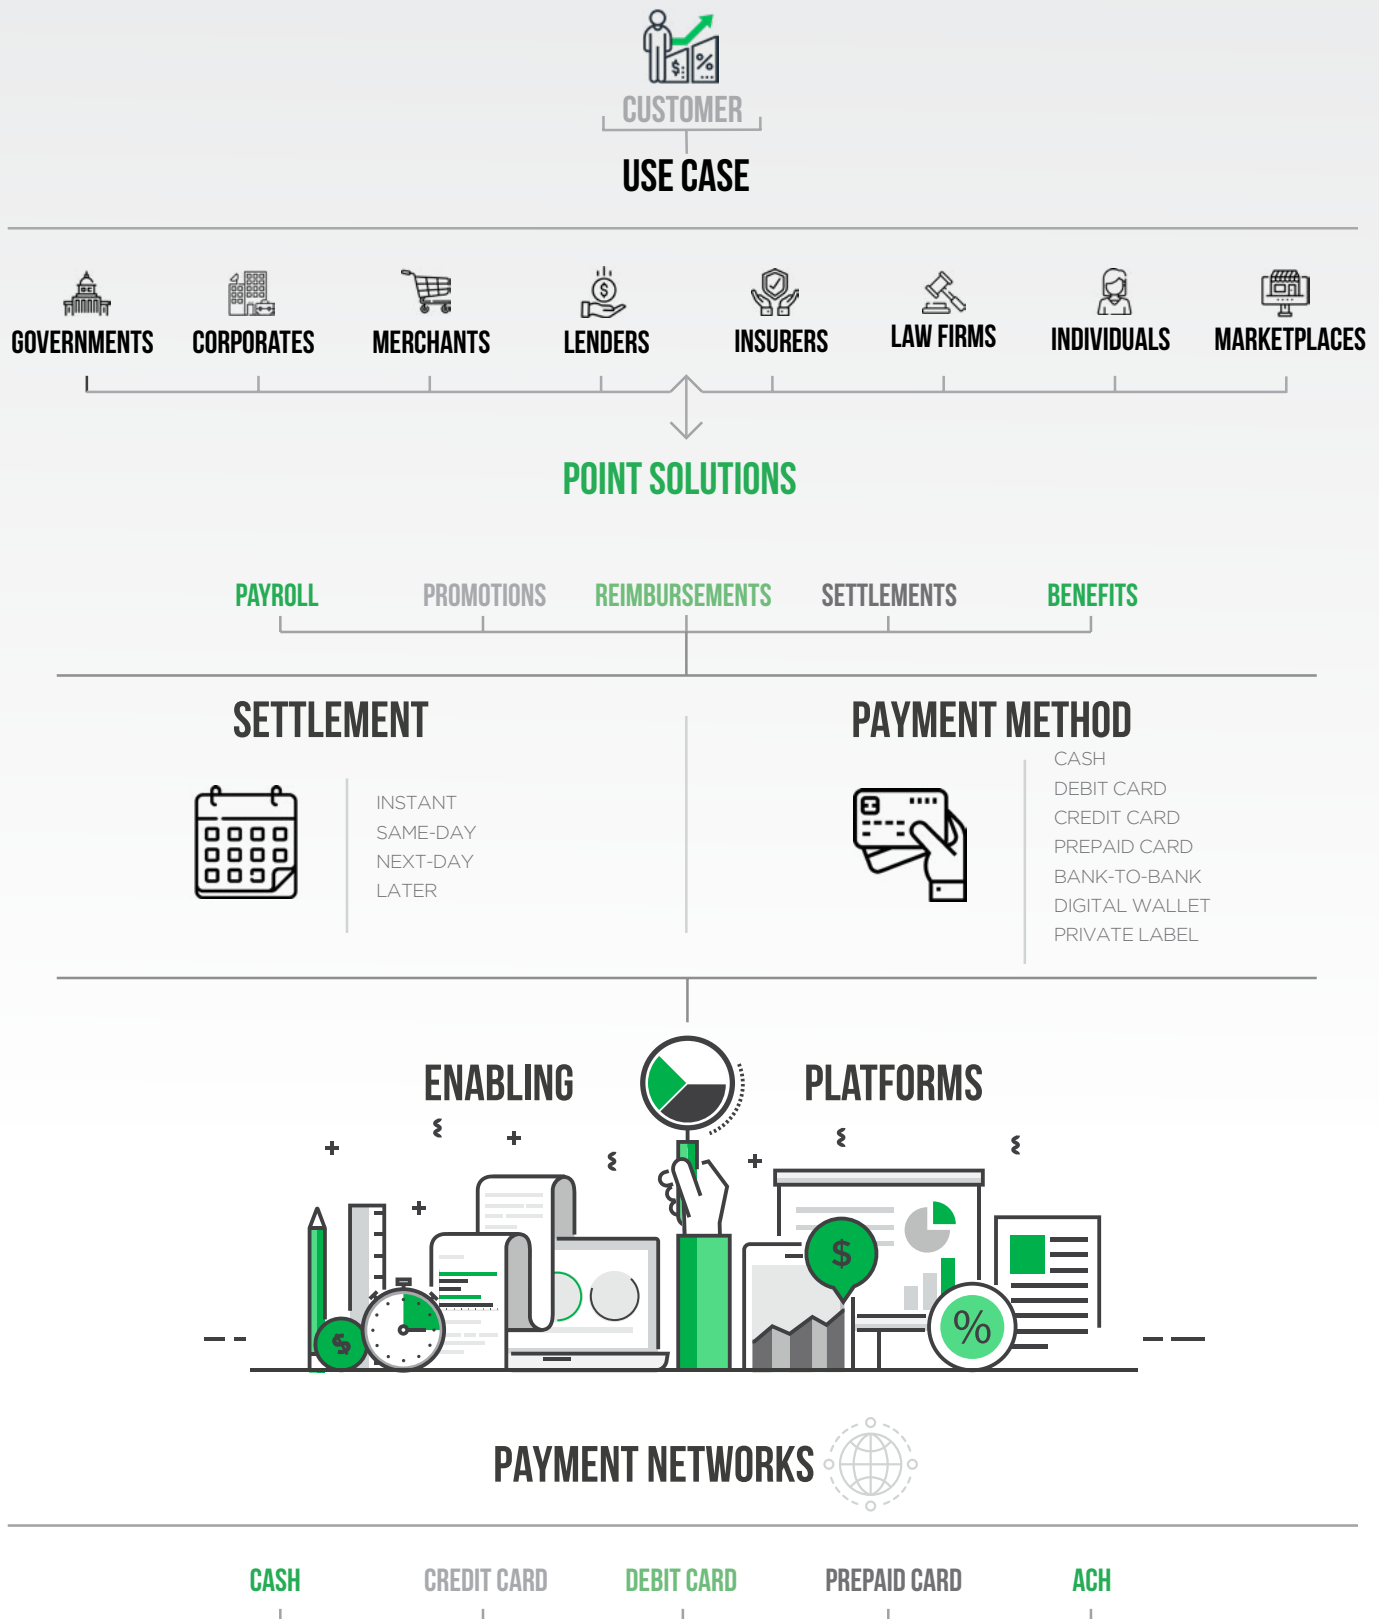 CUSTOMER
USE CASE
GOVERNMENTS CORPORATES MERCHANTS LENDERS INSURERS LAW FIRMS INDIVIDUALS MARKETPLACES
POINT SOLUTIONS
PAYROLL PROMOTIONS REIMBURSEMENTS SETTLEMENTS BENEFITS
SETTLEMENT
INSTANT
SAME-DAY
NEXT-DAY
LATER
PAYMENT METHOD
CASH
DEBIT CARD
CREDIT CARD
PREPAID CARD
BANK-TO-BANK
DIGITAL WALLET
PRIVATE LABEL
ENABLING PLATFORMS
$
$
%
PAYMENT NETWORKS
CASH CREDIT CARD DEBIT CARD PREPAID CARD ACH